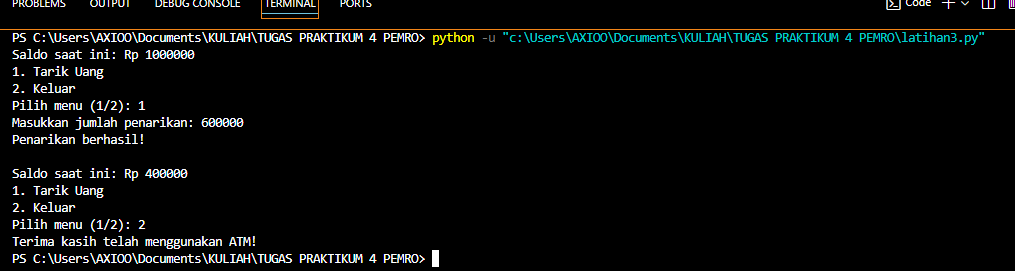 PROBLEMS OUTPUT DEBUG CONSOLE TERMINAL PORTS Code
PS C:\Users\AXIOO\Documents\KULIAH\TUGAS PRAKTIKUM 4 PEMRO> python -u "c:\Users\AXIOO\Documents\KULIAH\TUGAS PRAKTIKUM 4 PEMRO\latihan3.py"
Saldo saat ini: Rp 1000000
1. Tarik Uang
2. Keluar
Pilih menu (1/2): 1
Masukkan jumlah penarikan: 600000
Penarikan berhasil!
Saldo saat ini: Rp 400000
1. Tarik Uang
2. Keluar
Pilih menu (1/2): 2
Terima kasih telah menggunakan ATM!
PS C:\Users\AXIOO\Documents\KULIAH\TUGAS PRAKTIKUM 4 PEMRO>